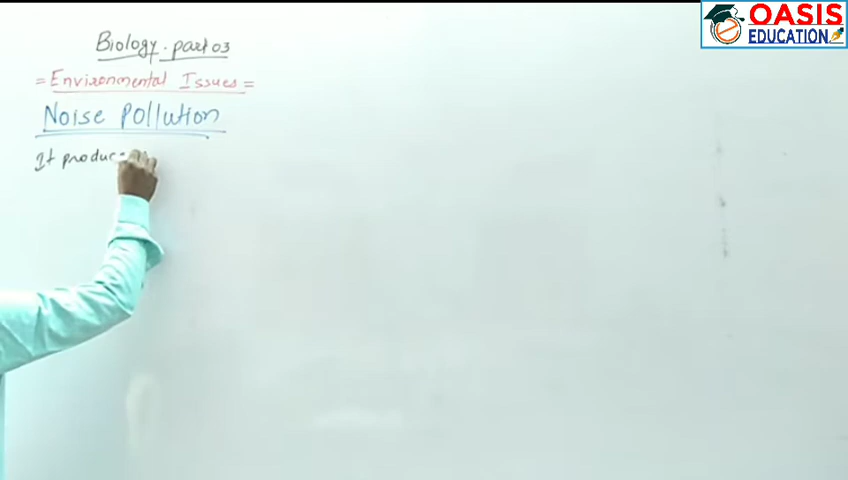 OASIS
EDUCATION
Biology. part 03
= Environmental Issues =
Noise Pollution
It produc